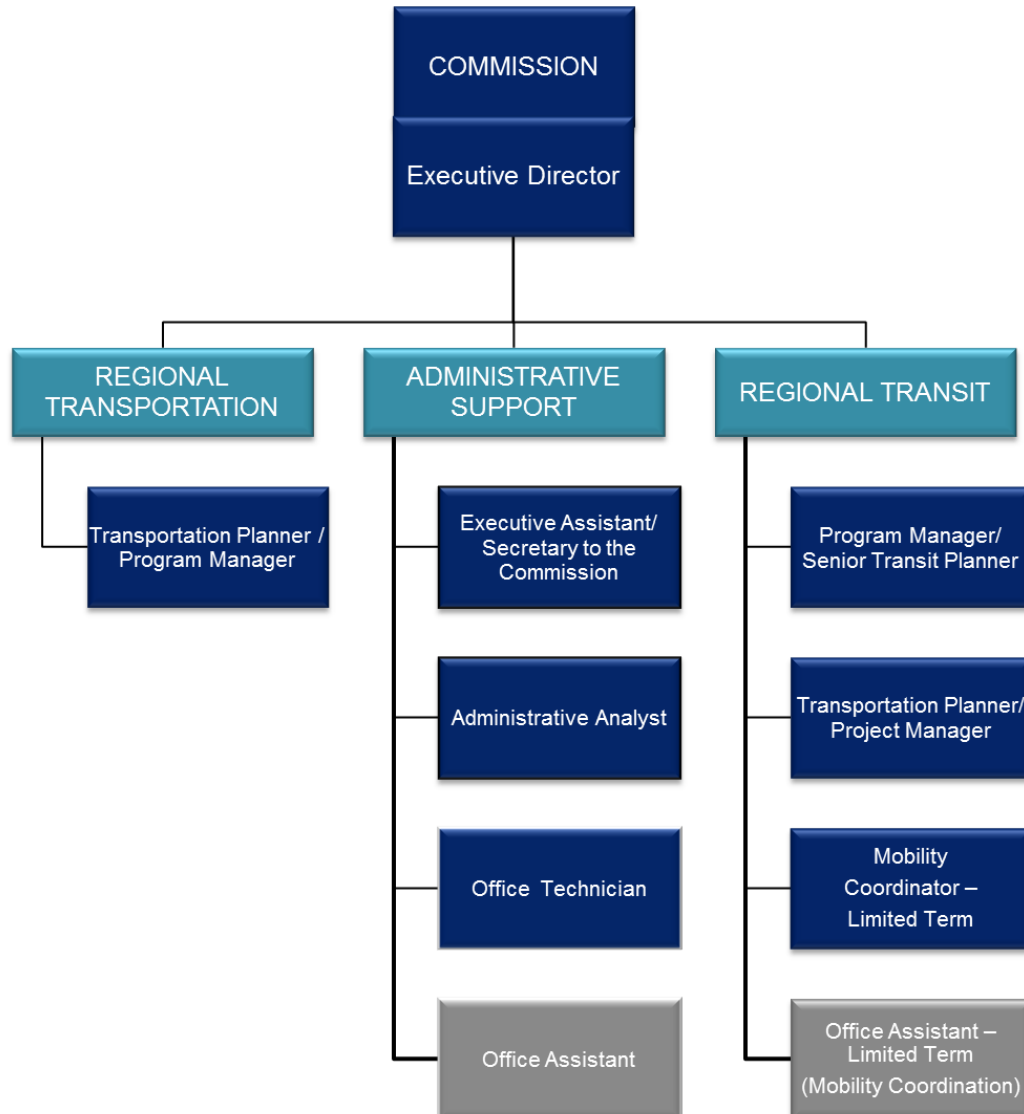 COMMISSION
Executive Director
REGIONAL
TRANSPORTATION
Transportation Planner /
Program Manager
ADMINISTRATIVE
SUPPORT
Executive Assistant/
Secretary to the
Commission
Administrative Analyst
Office Technician
Office Assistant
REGIONAL TRANSIT
Program Manager/
Senior Transit Planner
Transportation Planner/
Project Manager
Mobility
Coordinator –
Limited Term
Office Assistant –
Limited Term
(Mobility Coordination)